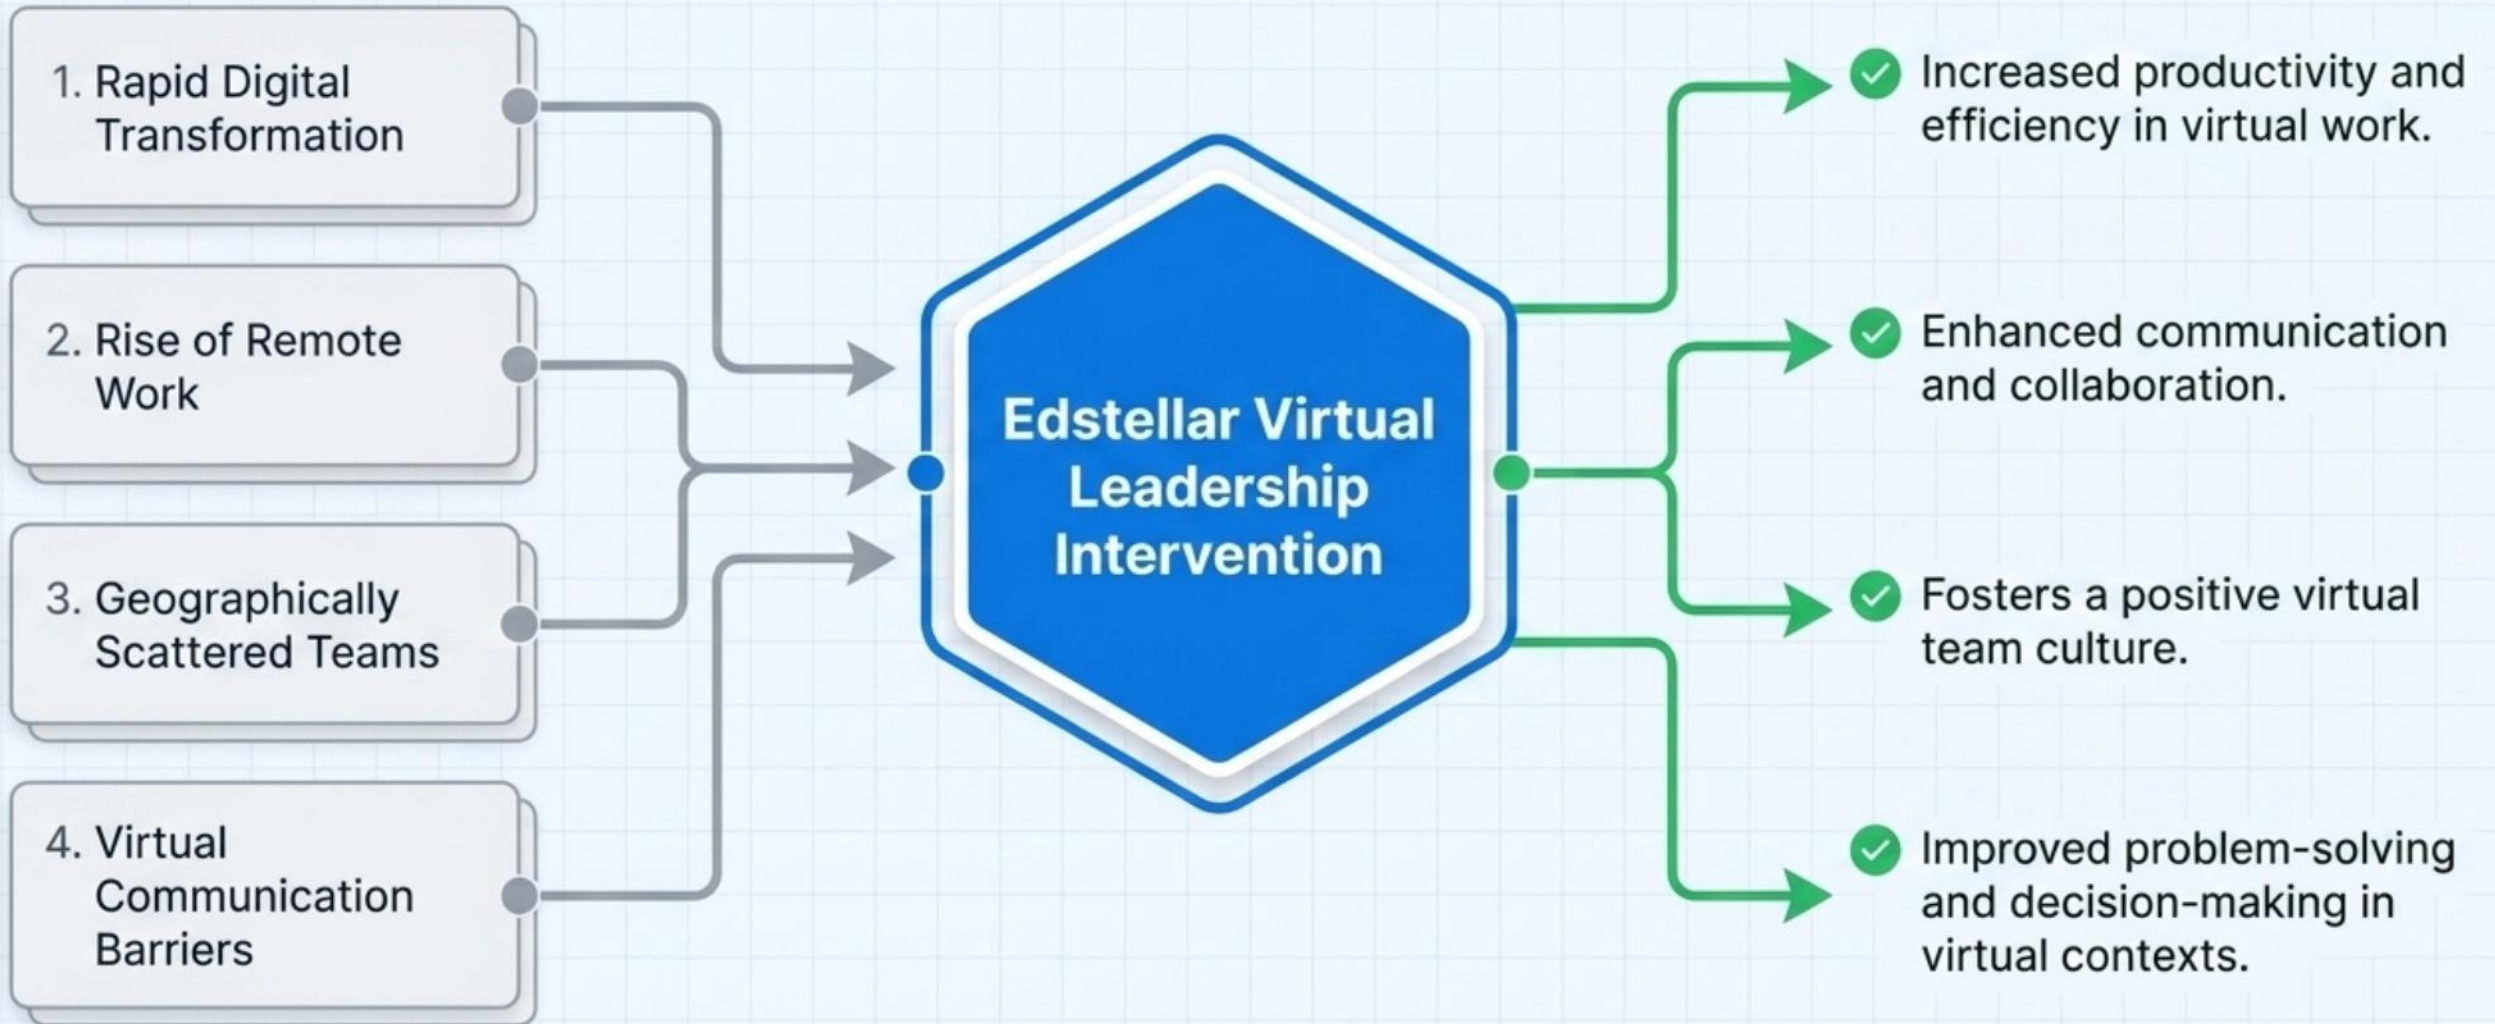 1. Rapid Digital
Transformation
2. Rise of Remote
Work
3. Geographically
Scattered Teams
4. Virtual
Communication
Barriers
Edstellar Virtual
Leadership
Intervention
Increased productivity and
efficiency in virtual work.
Enhanced communication
and collaboration.
Fosters a positive virtual
team culture.
Improved problem-solving
and decision-making in
virtual contexts.